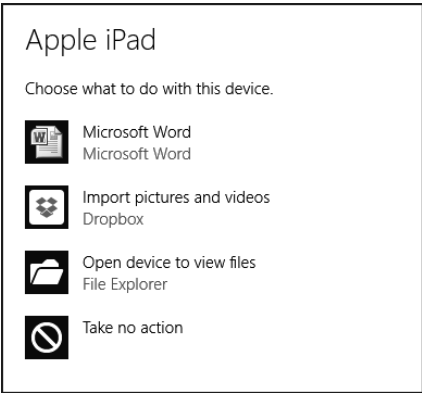 Apple iPad
Choose what to do with this device.
Microsoft Word
Microsoft Word
Import pictures and videos
Dropbox
Open device to view files
File Explorer
Take no action